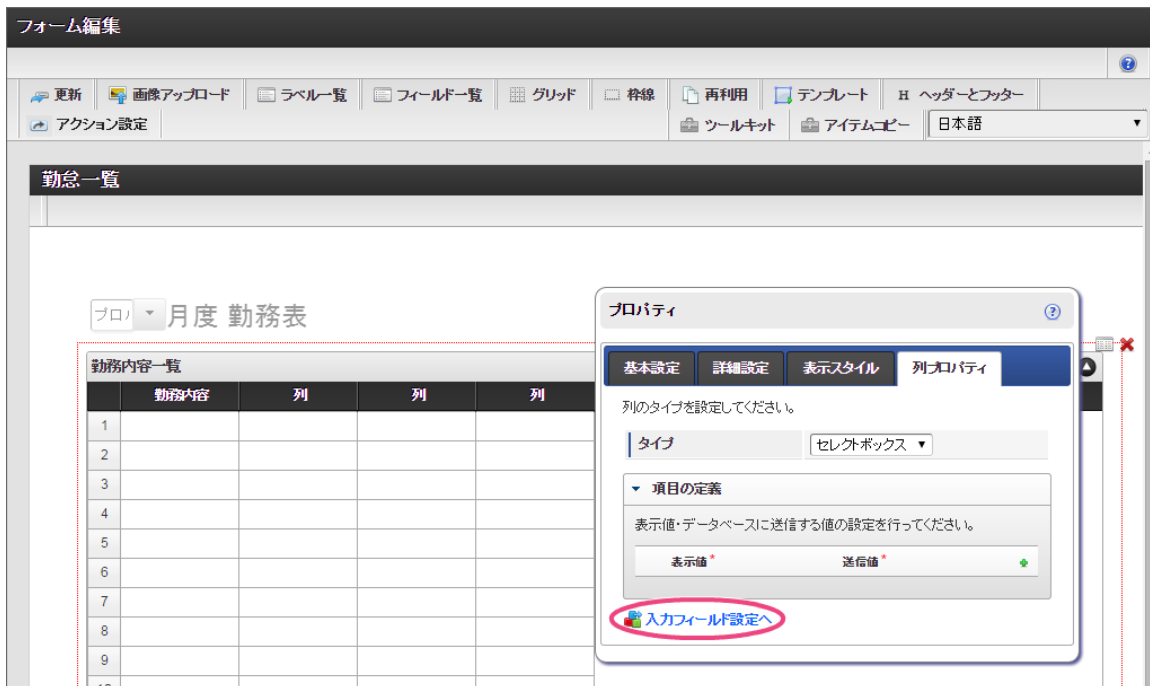 フォーム編集
更新 画像アップロード ラベル一覧 フィールド一覧 グリッド 枠線 再利用 テンプレート H ヘッダーとフッター
アクション設定 ツールキット アイテムコピー 日本語
勤怠一覧
プロ 月度 勤務表
プロパティ
勤務内容一覧
基本設定 詳細設定 表示スタイル 列プロパティ
勤務内容 列 列 列
列のタイプを設定してください。
1
タイプ セレクトボックス
2
3
項目の定義
4
表示値・データベースに送信する値の設定を行ってください。
5
表示値* 送信値*
6
7
入力フィールド設定へ
8
9